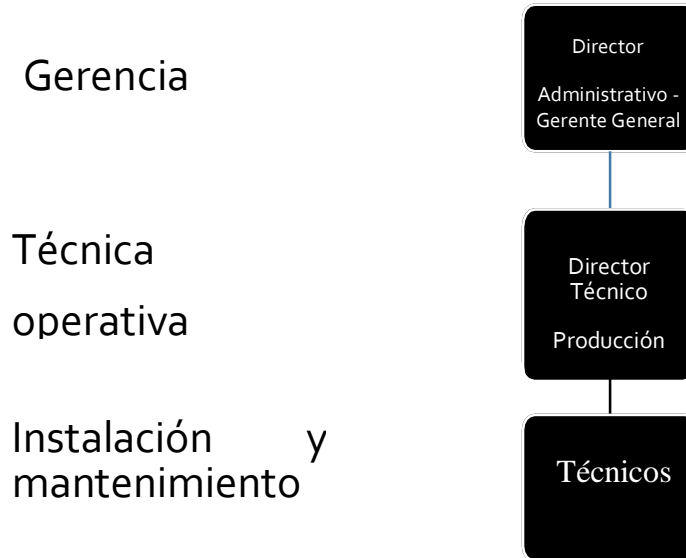 Gerencia
Director
Administrativo -
Gerente General
Técnica
operativa
Director
Técnico
Producción
Instalación y
mantenimiento
Técnicos